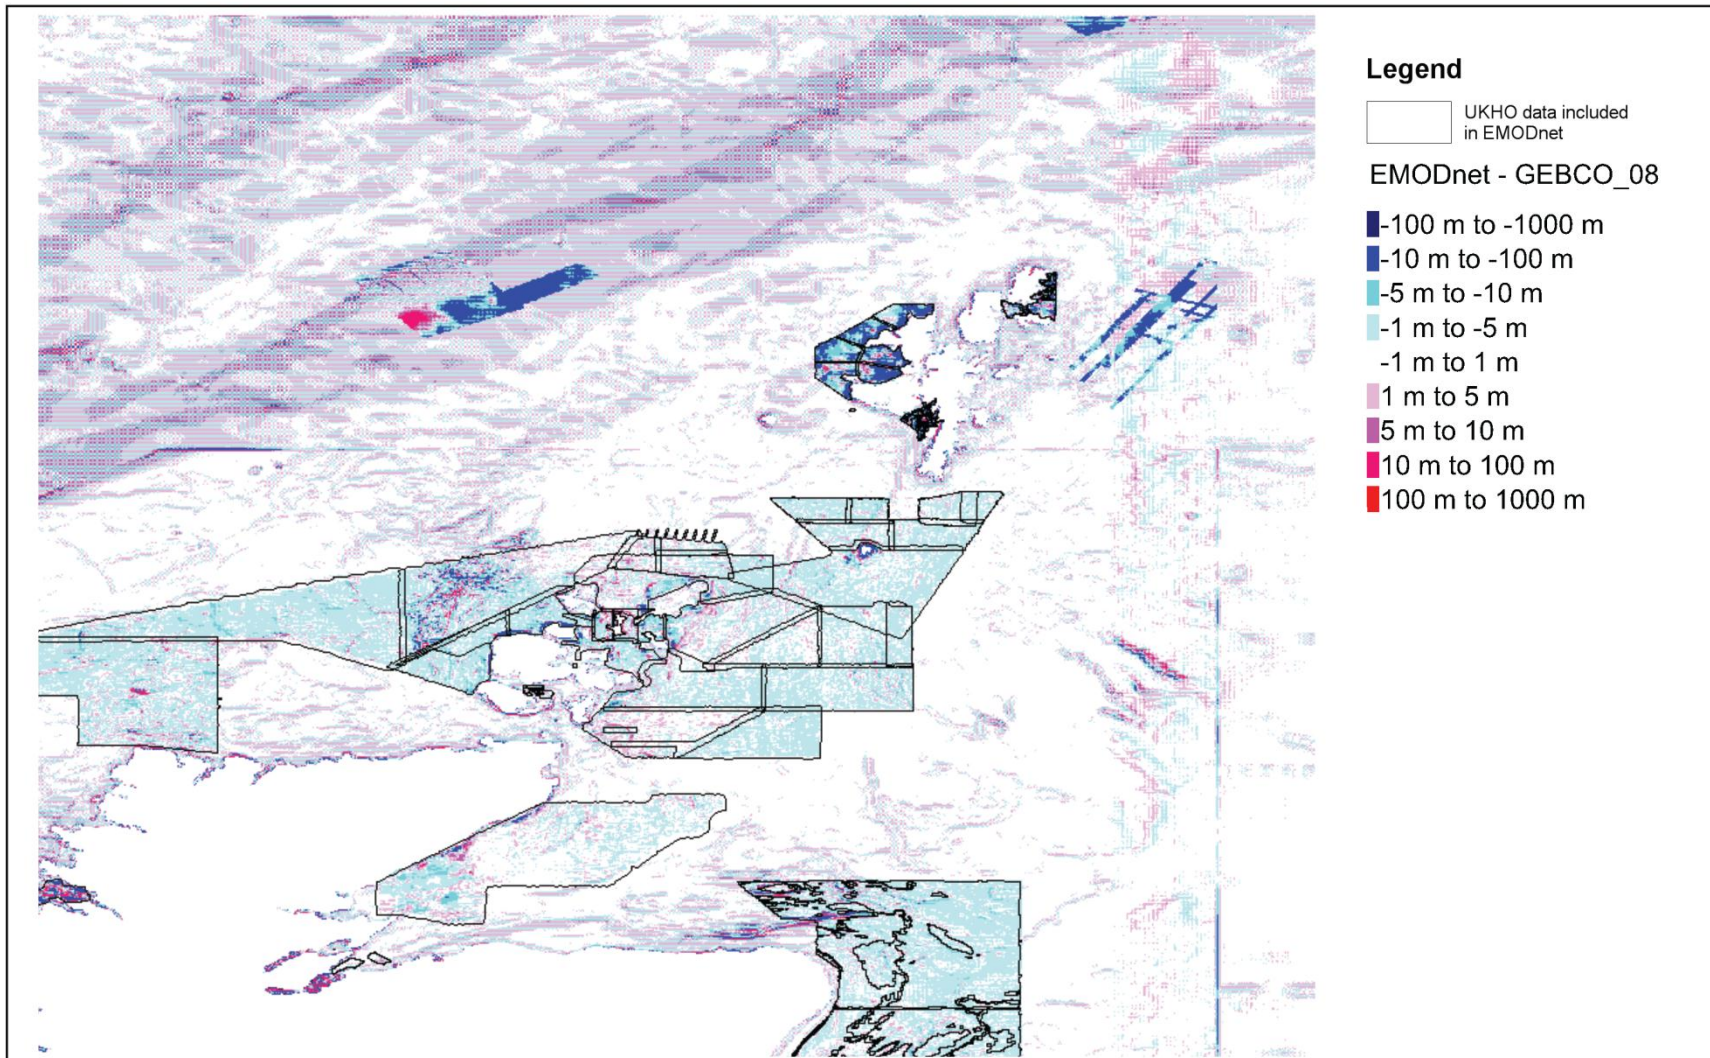 Legend
UKHO data included
in EMODnet
EMODnet - GEBCO_08
-100 m to -1000 m
-10 m to -100 m
-5 m to -10 m
-1 m to -5 m
-1 m to 1 m
1 m to 5 m
5 m to 10 m
10 m to 100 m
100 m to 1000 m